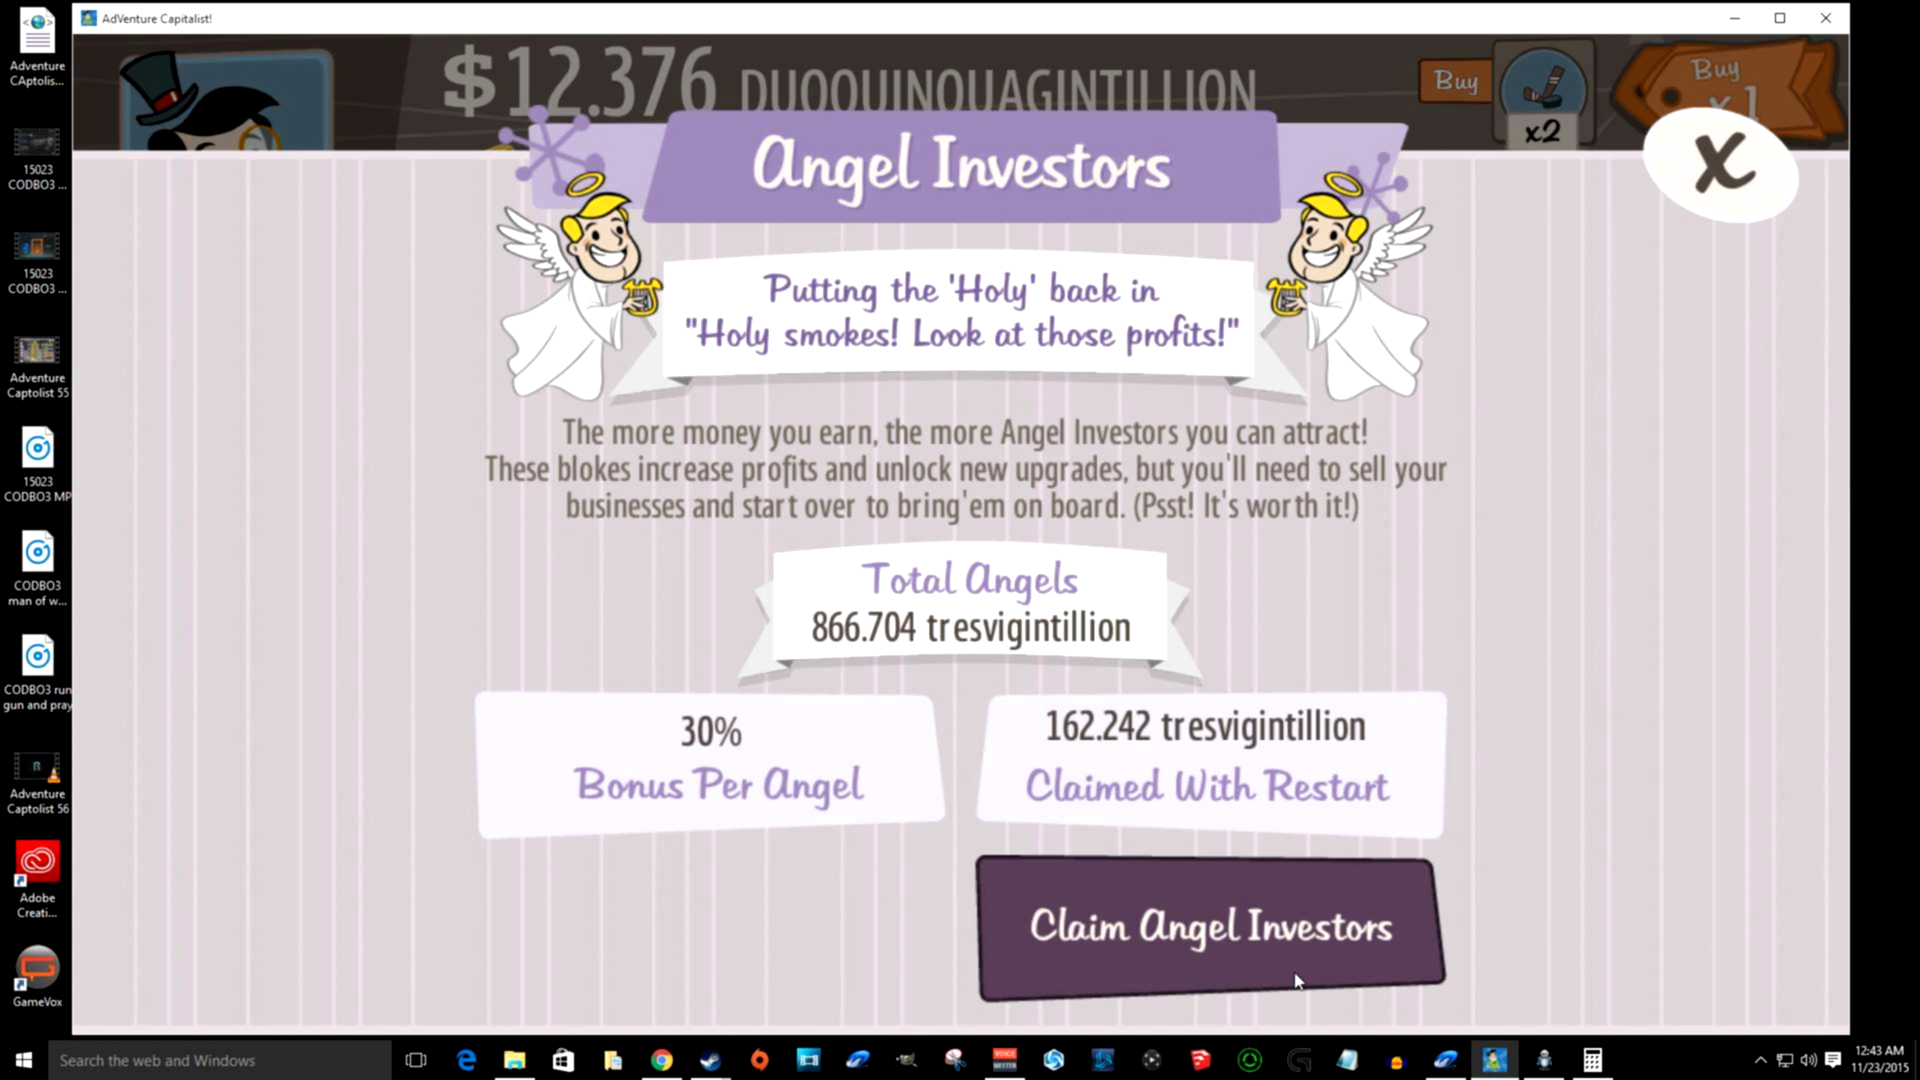 AdVenture Capitalist!
$12.376 DUOQUINQUAGINTILLION
Buy
x2
Buy
x 1
X
Angel Investors
Putting the 'Holy' back in
"Holy smokes! Look at those profits!"
The more money you earn, the more Angel Investors you can attract!
These blokes increase profits and unlock new upgrades, but you'll need to sell your
businesses and start over to bring 'em on board. (Psst! It's worth it!)
Total Angels
866.704 tresvigintillion
30%
Bonus Per Angel
162.242 tresvigintillion
Claimed With Restart
Claim Angel Investors
Adventure
CAptolis...
15023
CODBO3 ...
15023
CODBO3 ...
Adventure
Captolist 55
15023
CODBO3 MP
CODBO3
man of w...
CODBO3 run
gun and pray
Adventure
Captolist 56
Adobe
Creati...
GameVox
Search the web and Windows
VOICE
MEETER
12:43 AM
11/23/2015